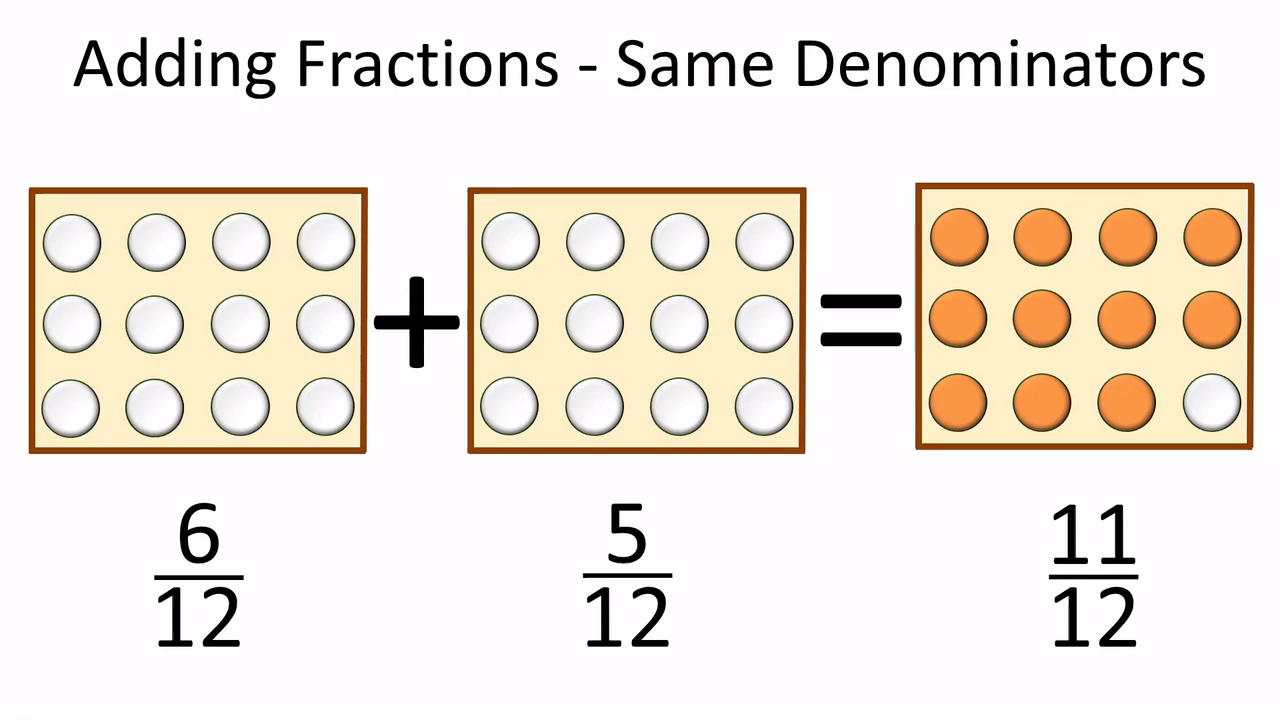 Adding Fractions - Same Denominators
+ =
6/12 5/12 11/12